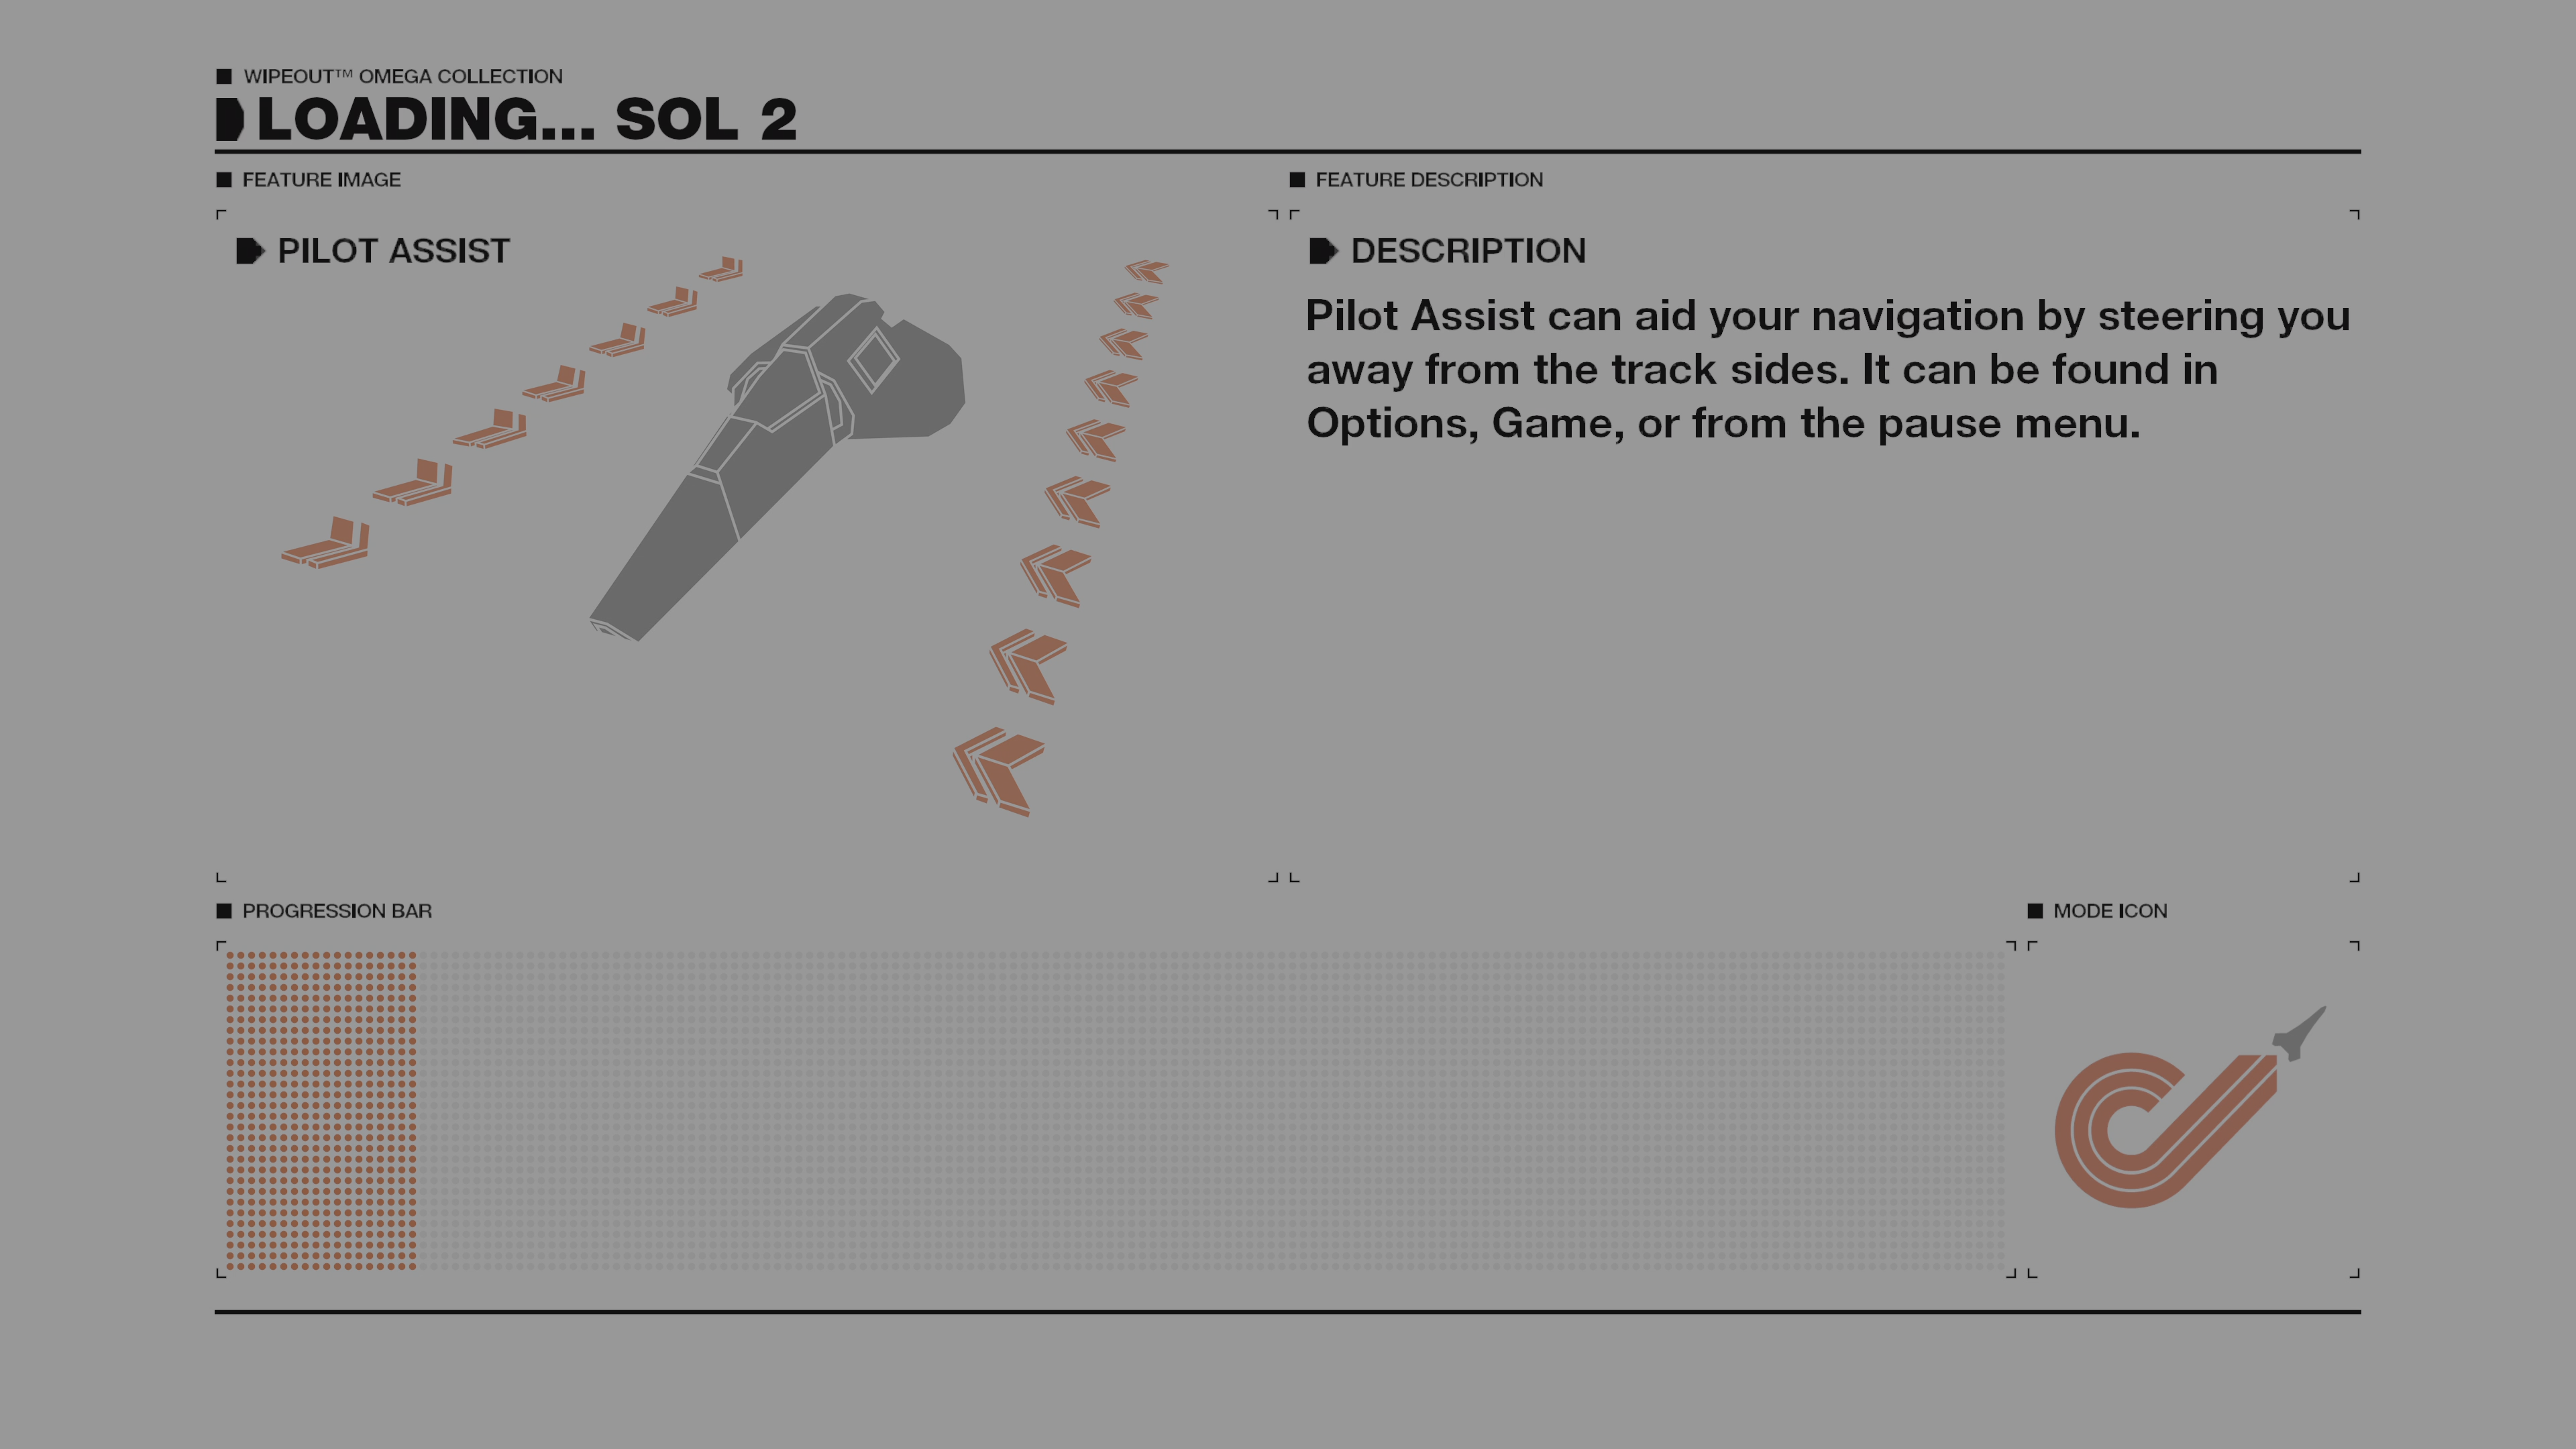 WIPEOUT™ OMEGA COLLECTION
LOADING... SOL 2
FEATURE IMAGE
PILOT ASSIST
FEATURE DESCRIPTION
DESCRIPTION
Pilot Assist can aid your navigation by steering you
away from the track sides. It can be found in
Options, Game, or from the pause menu.
PROGRESSION BAR
MODE ICON